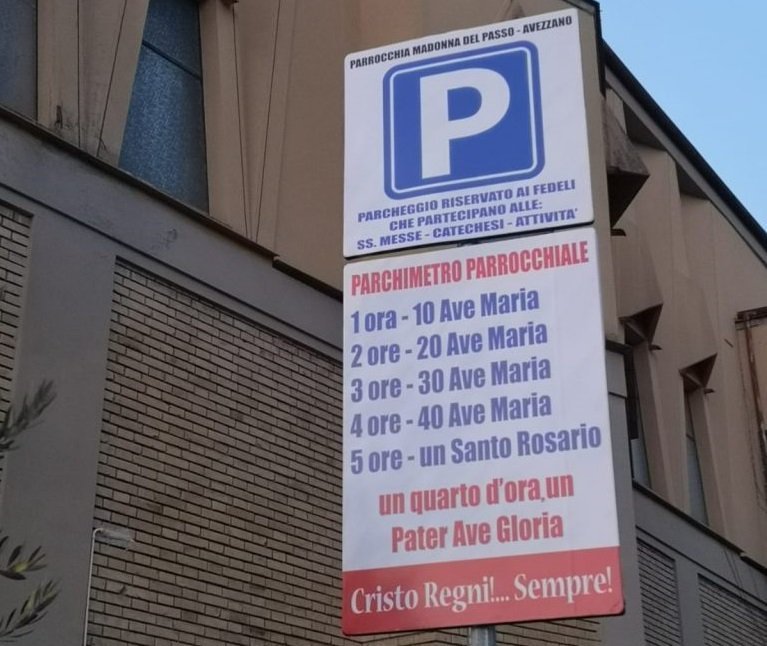 PARROCCHIA MADONNA DEL PASSO - AVEZZANO
P
PARCHEGGIO RISERVATO AI FEDELI
CHE PARTECIPANO ALLE:
SS. MESSE - CATECHESI - ATTIVITA'
PARCHIMETRO PARROCCHIALE
1 ora - 10 Ave Maria
2 ore - 20 Ave Maria
3 ore - 30 Ave Maria
4 ore - 40 Ave Maria
5 ore - un Santo Rosario
un quarto d'ora,un
Pater Ave Gloria
Cristo Regni!... Sempre!